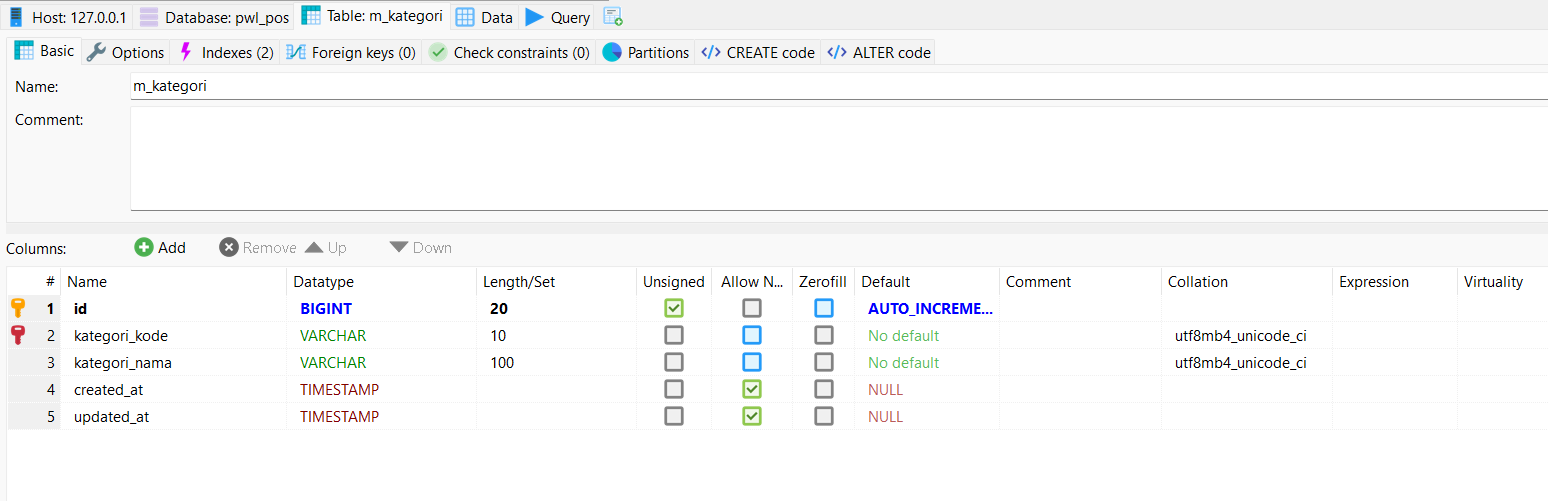 Host: 127.0.0.1 Database: pwl_pos Table: m_kategori Data Query
Basic Options Indexes (2) Foreign keys (0) Check constraints (0) Partitions CREATE code ALTER code
Name: m_kategori
Comment:
Columns: Add Remove Up Down
# Name Datatype Length/Set Unsigned Allow N... Zerofill Default Comment Collation Expression Virtuality
1 id BIGINT 20 AUTO_INCREME...
2 kategori_kode VARCHAR 10 No default utf8mb4_unicode_ci
3 kategori_nama VARCHAR 100 No default utf8mb4_unicode_ci
4 created_at TIMESTAMP NULL
5 updated_at TIMESTAMP NULL